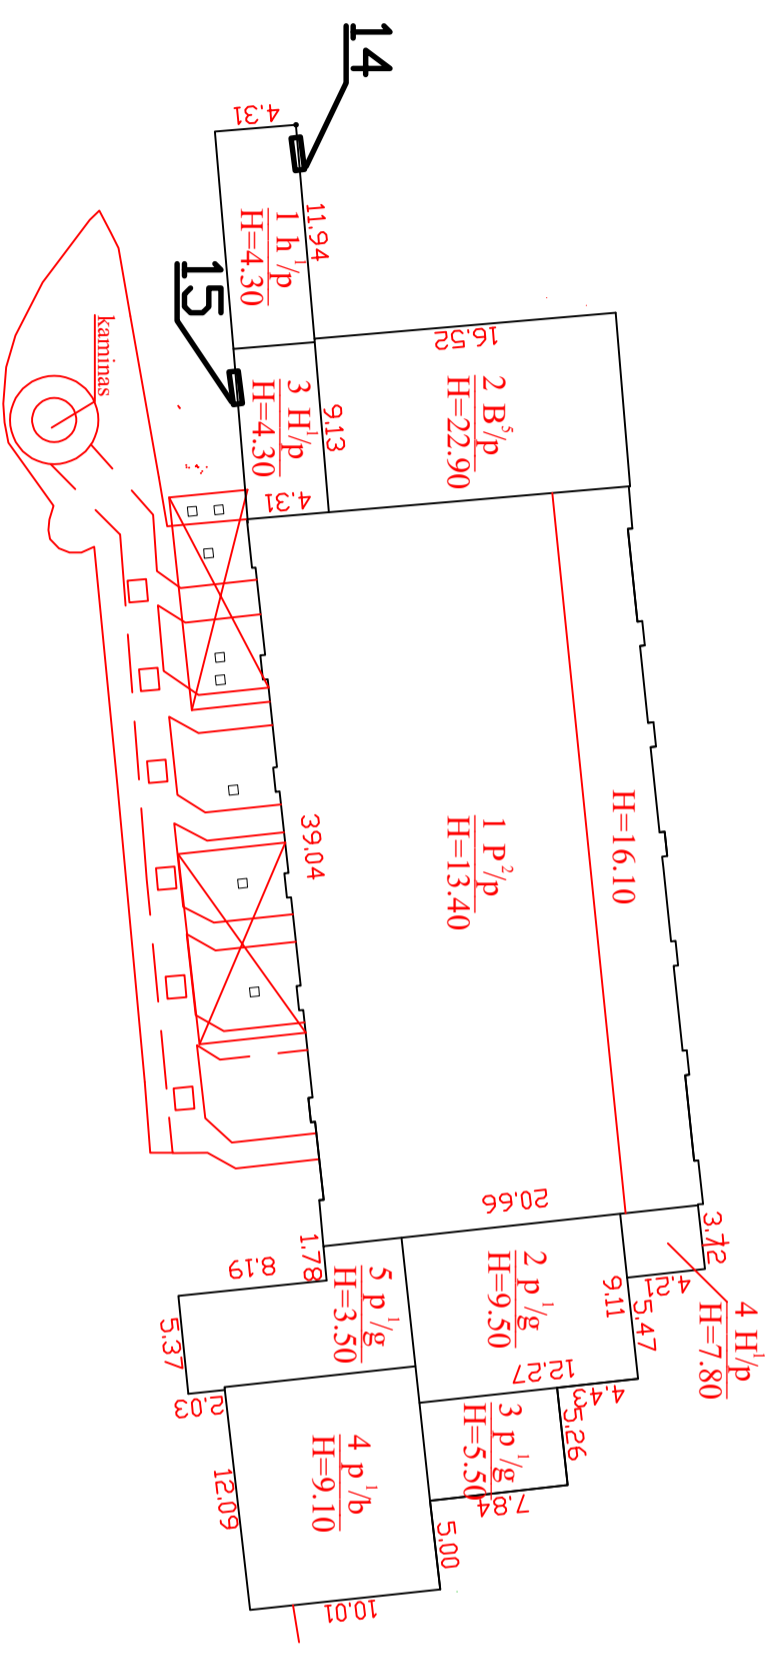 14
4.31
11.94
1 h¹/p
H=4.30
15
kaminas
16.52
2 B⁵/p
H=22.90
3 H¹/p
H=4.30
9.13
4.31
H=16.10
1 P²/p
H=13.40
39.04
20.66
3.72
4.21
4 H¹/p
H=7.80
1.78
8.19
5 p¹/g
H=3.50
2 p¹/g
H=9.50
9.11
5.47
5.37
2.03
12.27
4.43
3 p¹/g
H=5.50
5.26
7.84
4 p¹/b
H=9.10
12.09
5.00
10.01